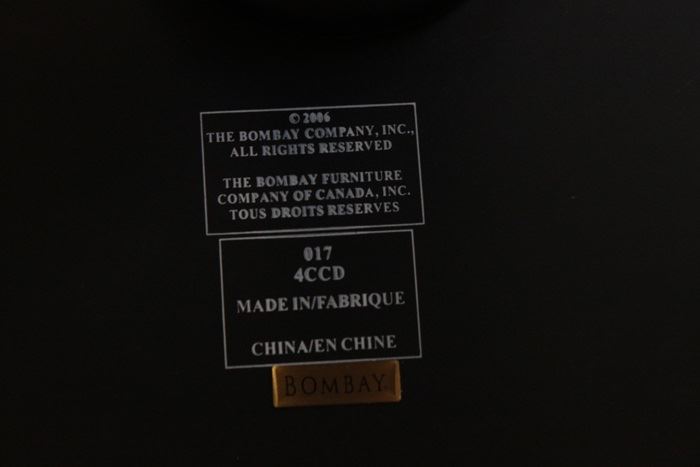 © 2006
THE BOMBAY COMPANY, INC.,
ALL RIGHTS RESERVED
THE BOMBAY FURNITURE
COMPANY OF CANADA, INC.
TOUS DROITS RESERVES
017
4CCD
MADE IN/FABRIQUE
CHINA/EN CHINE
BOMBAY